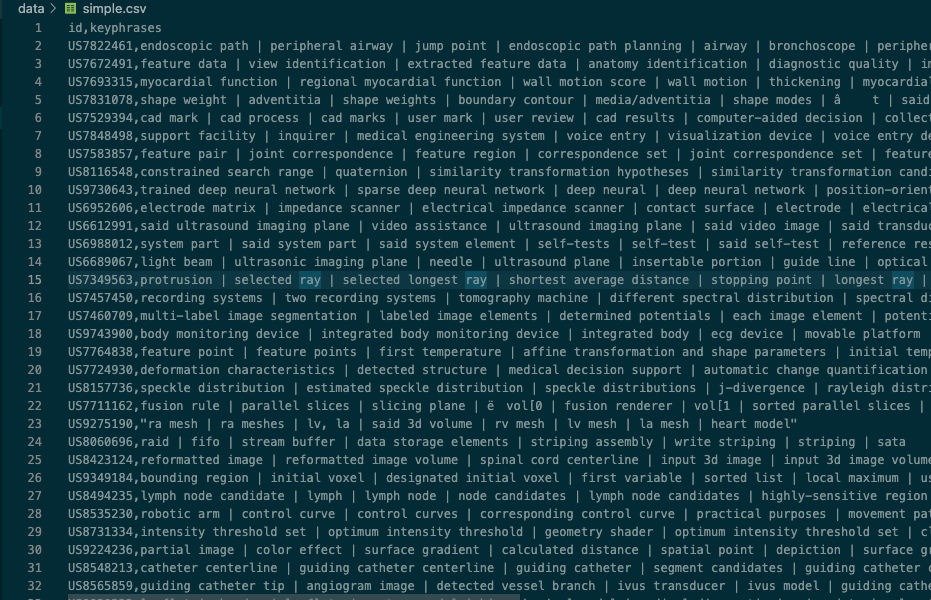 data > simple.csv
1 id,keyphrases
2 US7822461,endoscopic path | peripheral airway | jump point | endoscopic path planning | airway | bronchoscope | periphe
3 US7672491,feature data | view identification | extracted feature data | anatomy identification | diagnostic quality | i
4 US7693315,myocardial function | regional myocardial function | wall motion score | wall motion | thickening | myocardia
5 US7831078,shape weight | adventitia | shape weights | boundary contour | media/adventitia | shape modes | â t | said
6 US7529394,cad mark | cad process | cad marks | user mark | user review | cad results | computer-aided decision | collect
7 US7848498,support facility | inquirer | medical engineering system | voice entry | visualization device | voice entry de
8 US7583857,feature pair | joint correspondence | feature region | correspondence set | joint correspondence set | feature
9 US8116548,constrained search range | quaternion | similarity transformation hypotheses | similarity transformation cand
10 US9730643,trained deep neural network | sparse deep neural network | deep neural | deep neural network | position-orient
11 US6952606,electrode matrix | impedance scanner | electrical impedance scanner | contact surface | electrode | electrica
12 US6612991,said ultrasound imaging plane | video assistance | ultrasound imaging plane | said video image | said transduc
13 US6988012,system part | said system part | said system element | self-tests | self-test | said self-test | reference res
14 US6689067,light beam | ultrasonic imaging plane | needle | ultrasound plane | insertable portion | guide line | optical
15 US7349563,protrusion | selected ray | selected longest ray | shortest average distance | stopping point | longest ray |
16 US7457450,recording systems | two recording systems | tomography machine | different spectral distribution | spectral di
17 US7460709,multi-label image segmentation | labeled image elements | determined potentials | each image element | potenti
18 US9743900,body monitoring device | integrated body monitoring device | integrated body | ecg device | movable platform
19 US7764838,feature point | feature points | first temperature | affine transformation and shape parameters | initial temp
20 US7724930,deformation characteristics | detected structure | medical decision support | automatic change quantification
21 US8157736,speckle distribution | estimated speckle distribution | speckle distributions | j-divergence | rayleigh distri
22 US7711162,fusion rule | parallel slices | slicing plane | ë vol[0 | fusion renderer | vol[1 | sorted parallel slices |
23 US9275190,"ra mesh | ra meshes | lv, la | said 3d volume | rv mesh | lv mesh | la mesh | heart model"
24 US8060696,raid | fifo | stream buffer | data storage elements | striping assembly | write striping | striping | sata
25 US8423124,reformatted image | reformatted image volume | spinal cord centerline | input 3d image | input 3d image volume
26 US9349184,bounding region | initial voxel | designated initial voxel | first variable | sorted list | local maximum | us
27 US8494235,lymph node candidate | lymph | lymph node | node candidates | lymph node candidates | highly-sensitive region
28 US8535230,robotic arm | control curve | control curves | corresponding control curve | practical purposes | movement pat
29 US8731334,intensity threshold set | optimum intensity threshold | geometry shader | optimum intensity threshold set | cl
30 US9224236,partial image | color effect | surface gradient | calculated distance | spatial point | depiction | surface gr
31 US8548213,catheter centerline | guiding catheter centerline | guiding catheter | segment candidates | guiding catheter c
32 US8565859,guiding catheter tip | angiogram image | detected vessel branch | ivus transducer | ivus model | guiding cathe